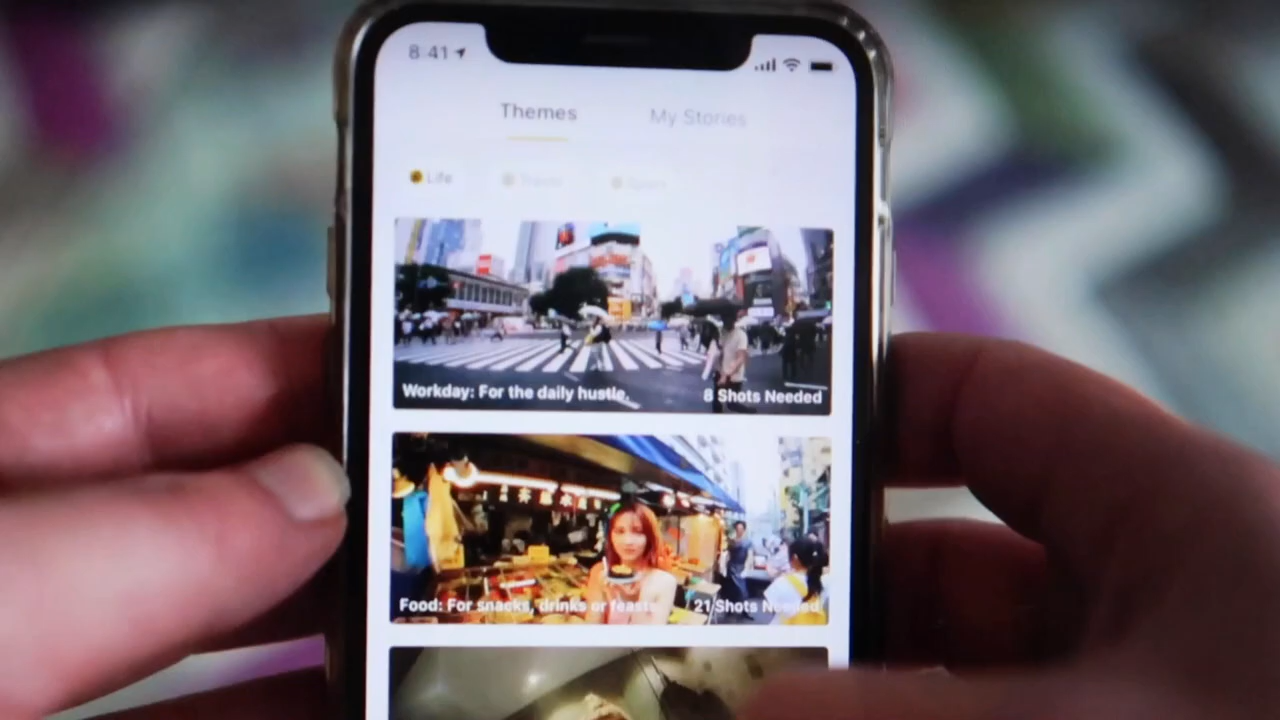 8:41
Themes
My Stories
Life
Workday: For the daily hustle.
8 Shots Needed
Food: For snacks, drinks or feasts.
21 Shots Needed